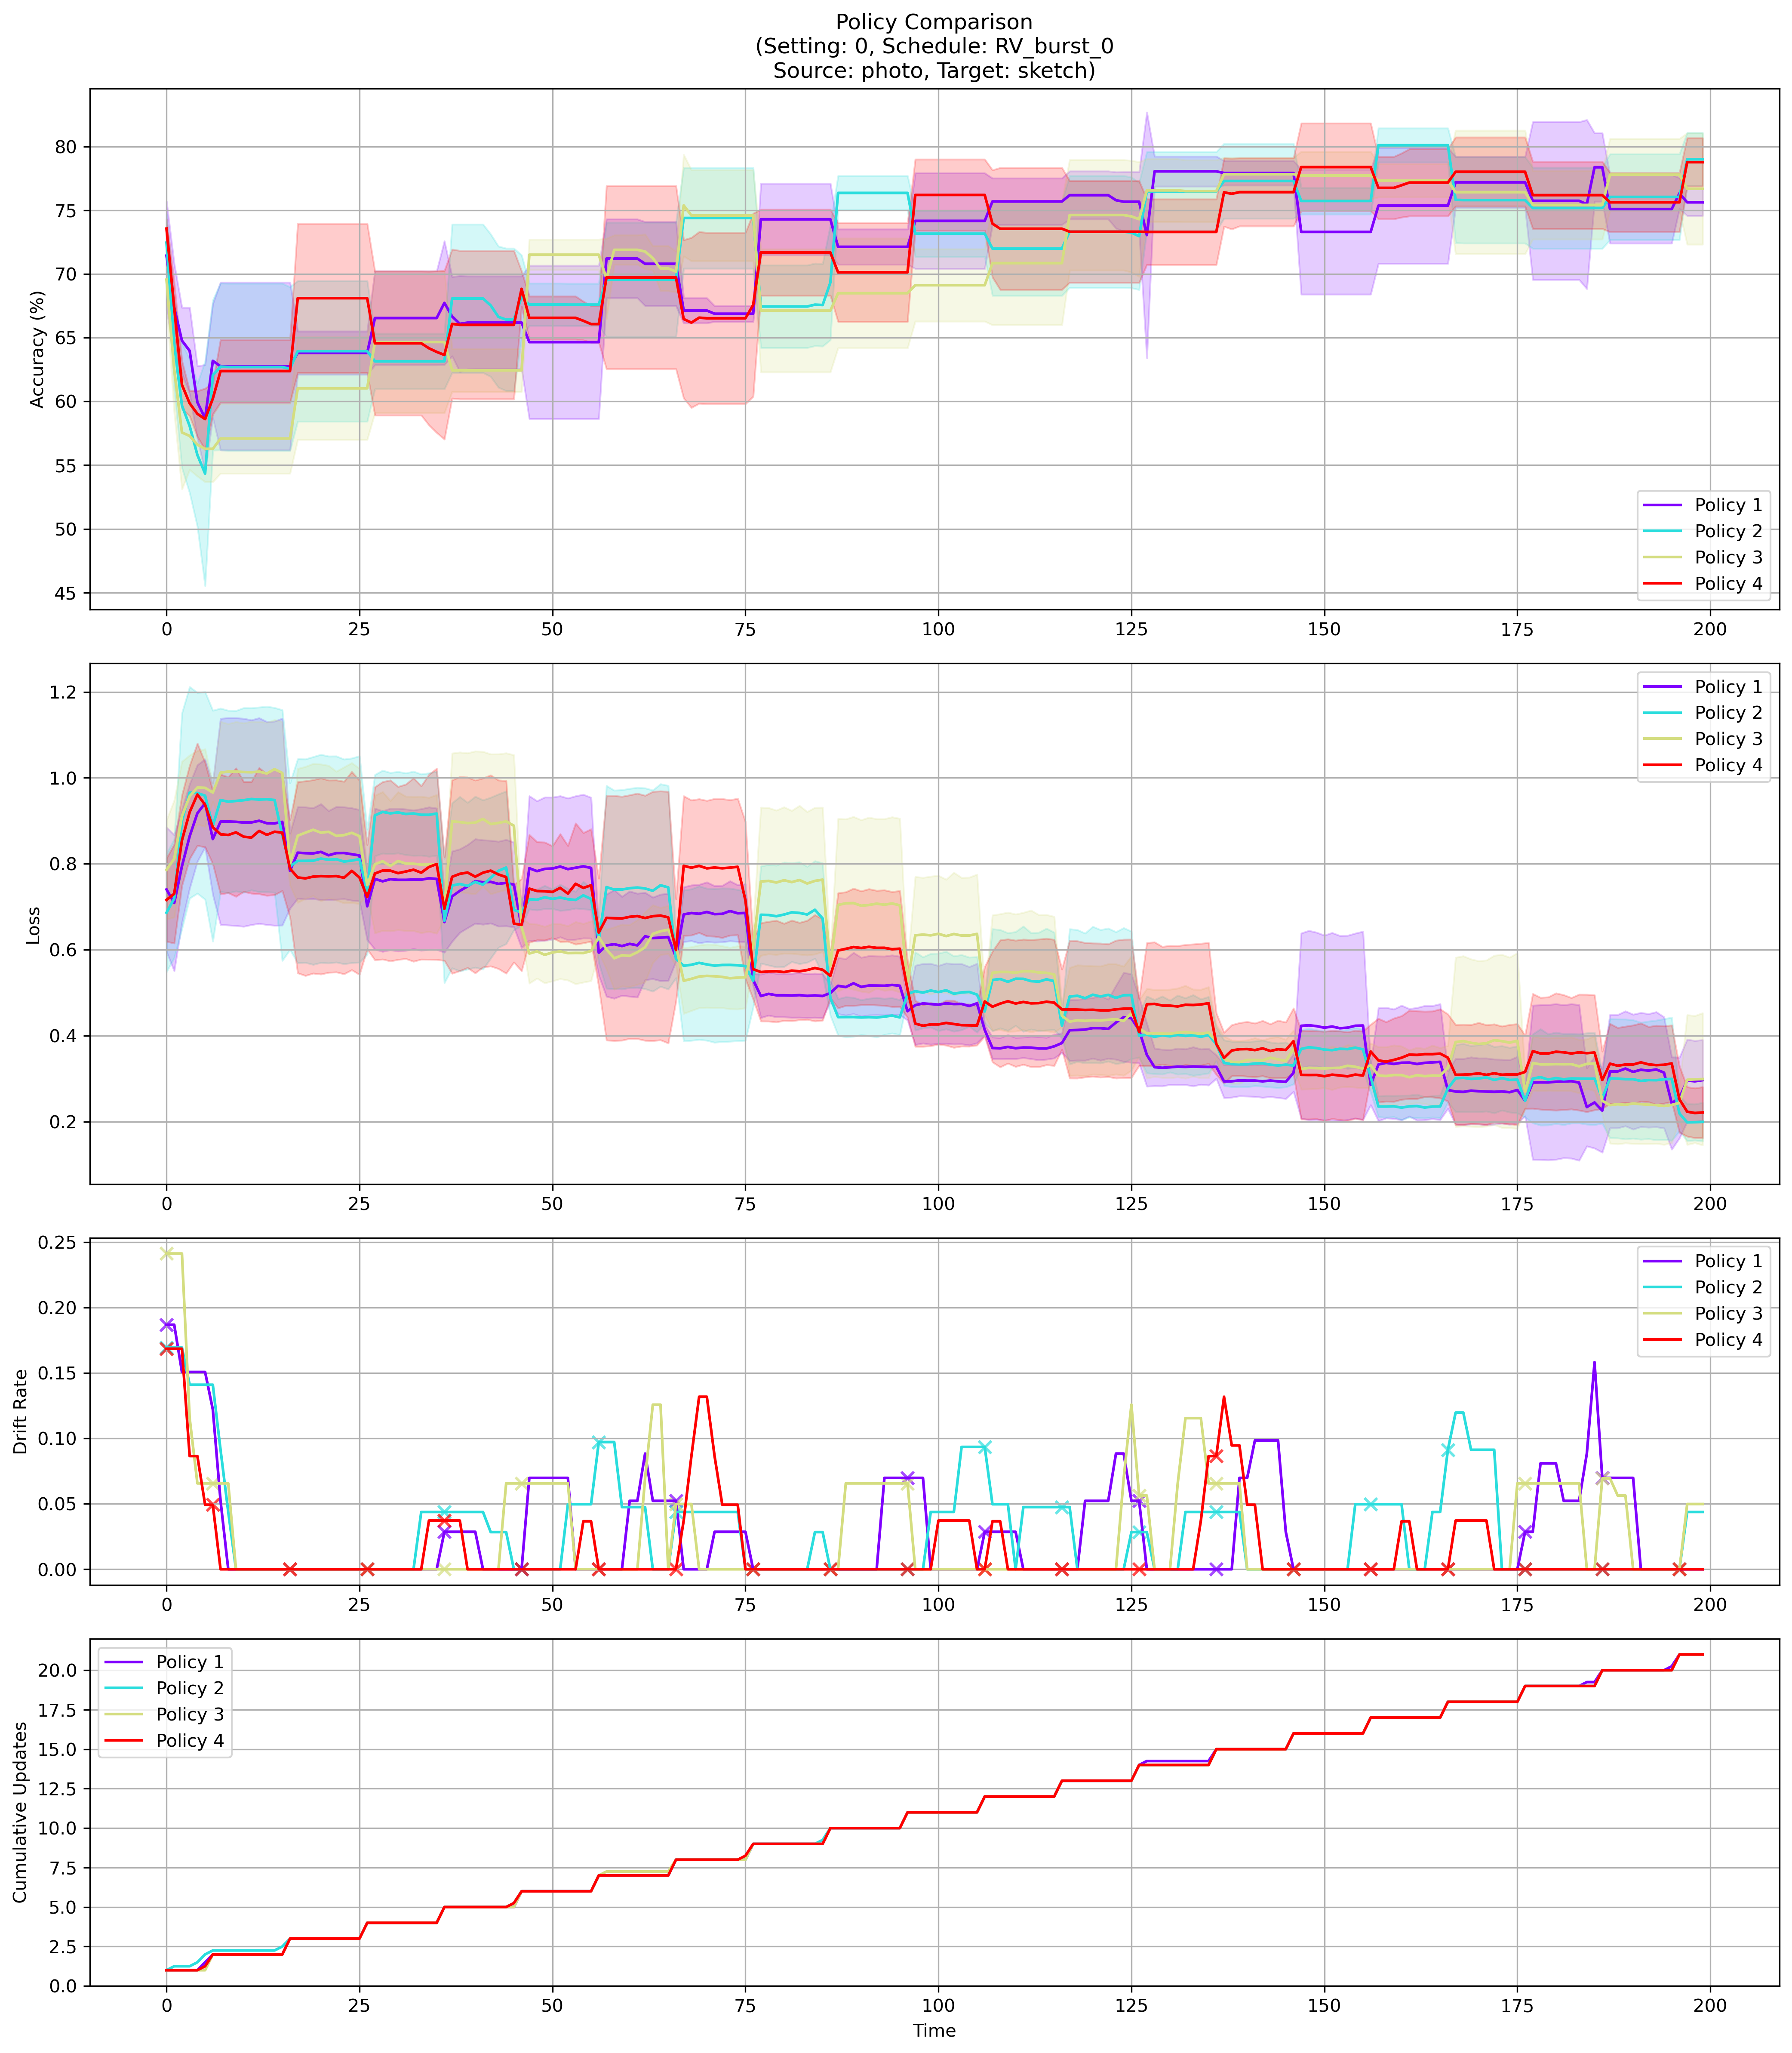 Policy Comparison
(Setting: 0, Schedule: RV_burst_0
Source: photo, Target: sketch)
Accuracy (%)
80
75
70
65
60
55
50
45
Policy 1
Policy 2
Policy 3
Policy 4
0 25 50 75 100 125 150 175 200
Loss
1.2
1.0
0.8
0.6
0.4
0.2
Policy 1
Policy 2
Policy 3
Policy 4
0 25 50 75 100 125 150 175 200
Drift Rate
0.25
0.20
0.15
0.10
0.05
0.00
Policy 1
Policy 2
Policy 3
Policy 4
0 25 50 75 100 125 150 175 200
Cumulative Updates
20.0
17.5
15.0
12.5
10.0
7.5
5.0
2.5
0.0
Policy 1
Policy 2
Policy 3
Policy 4
0 25 50 75 100 125 150 175 200
Time